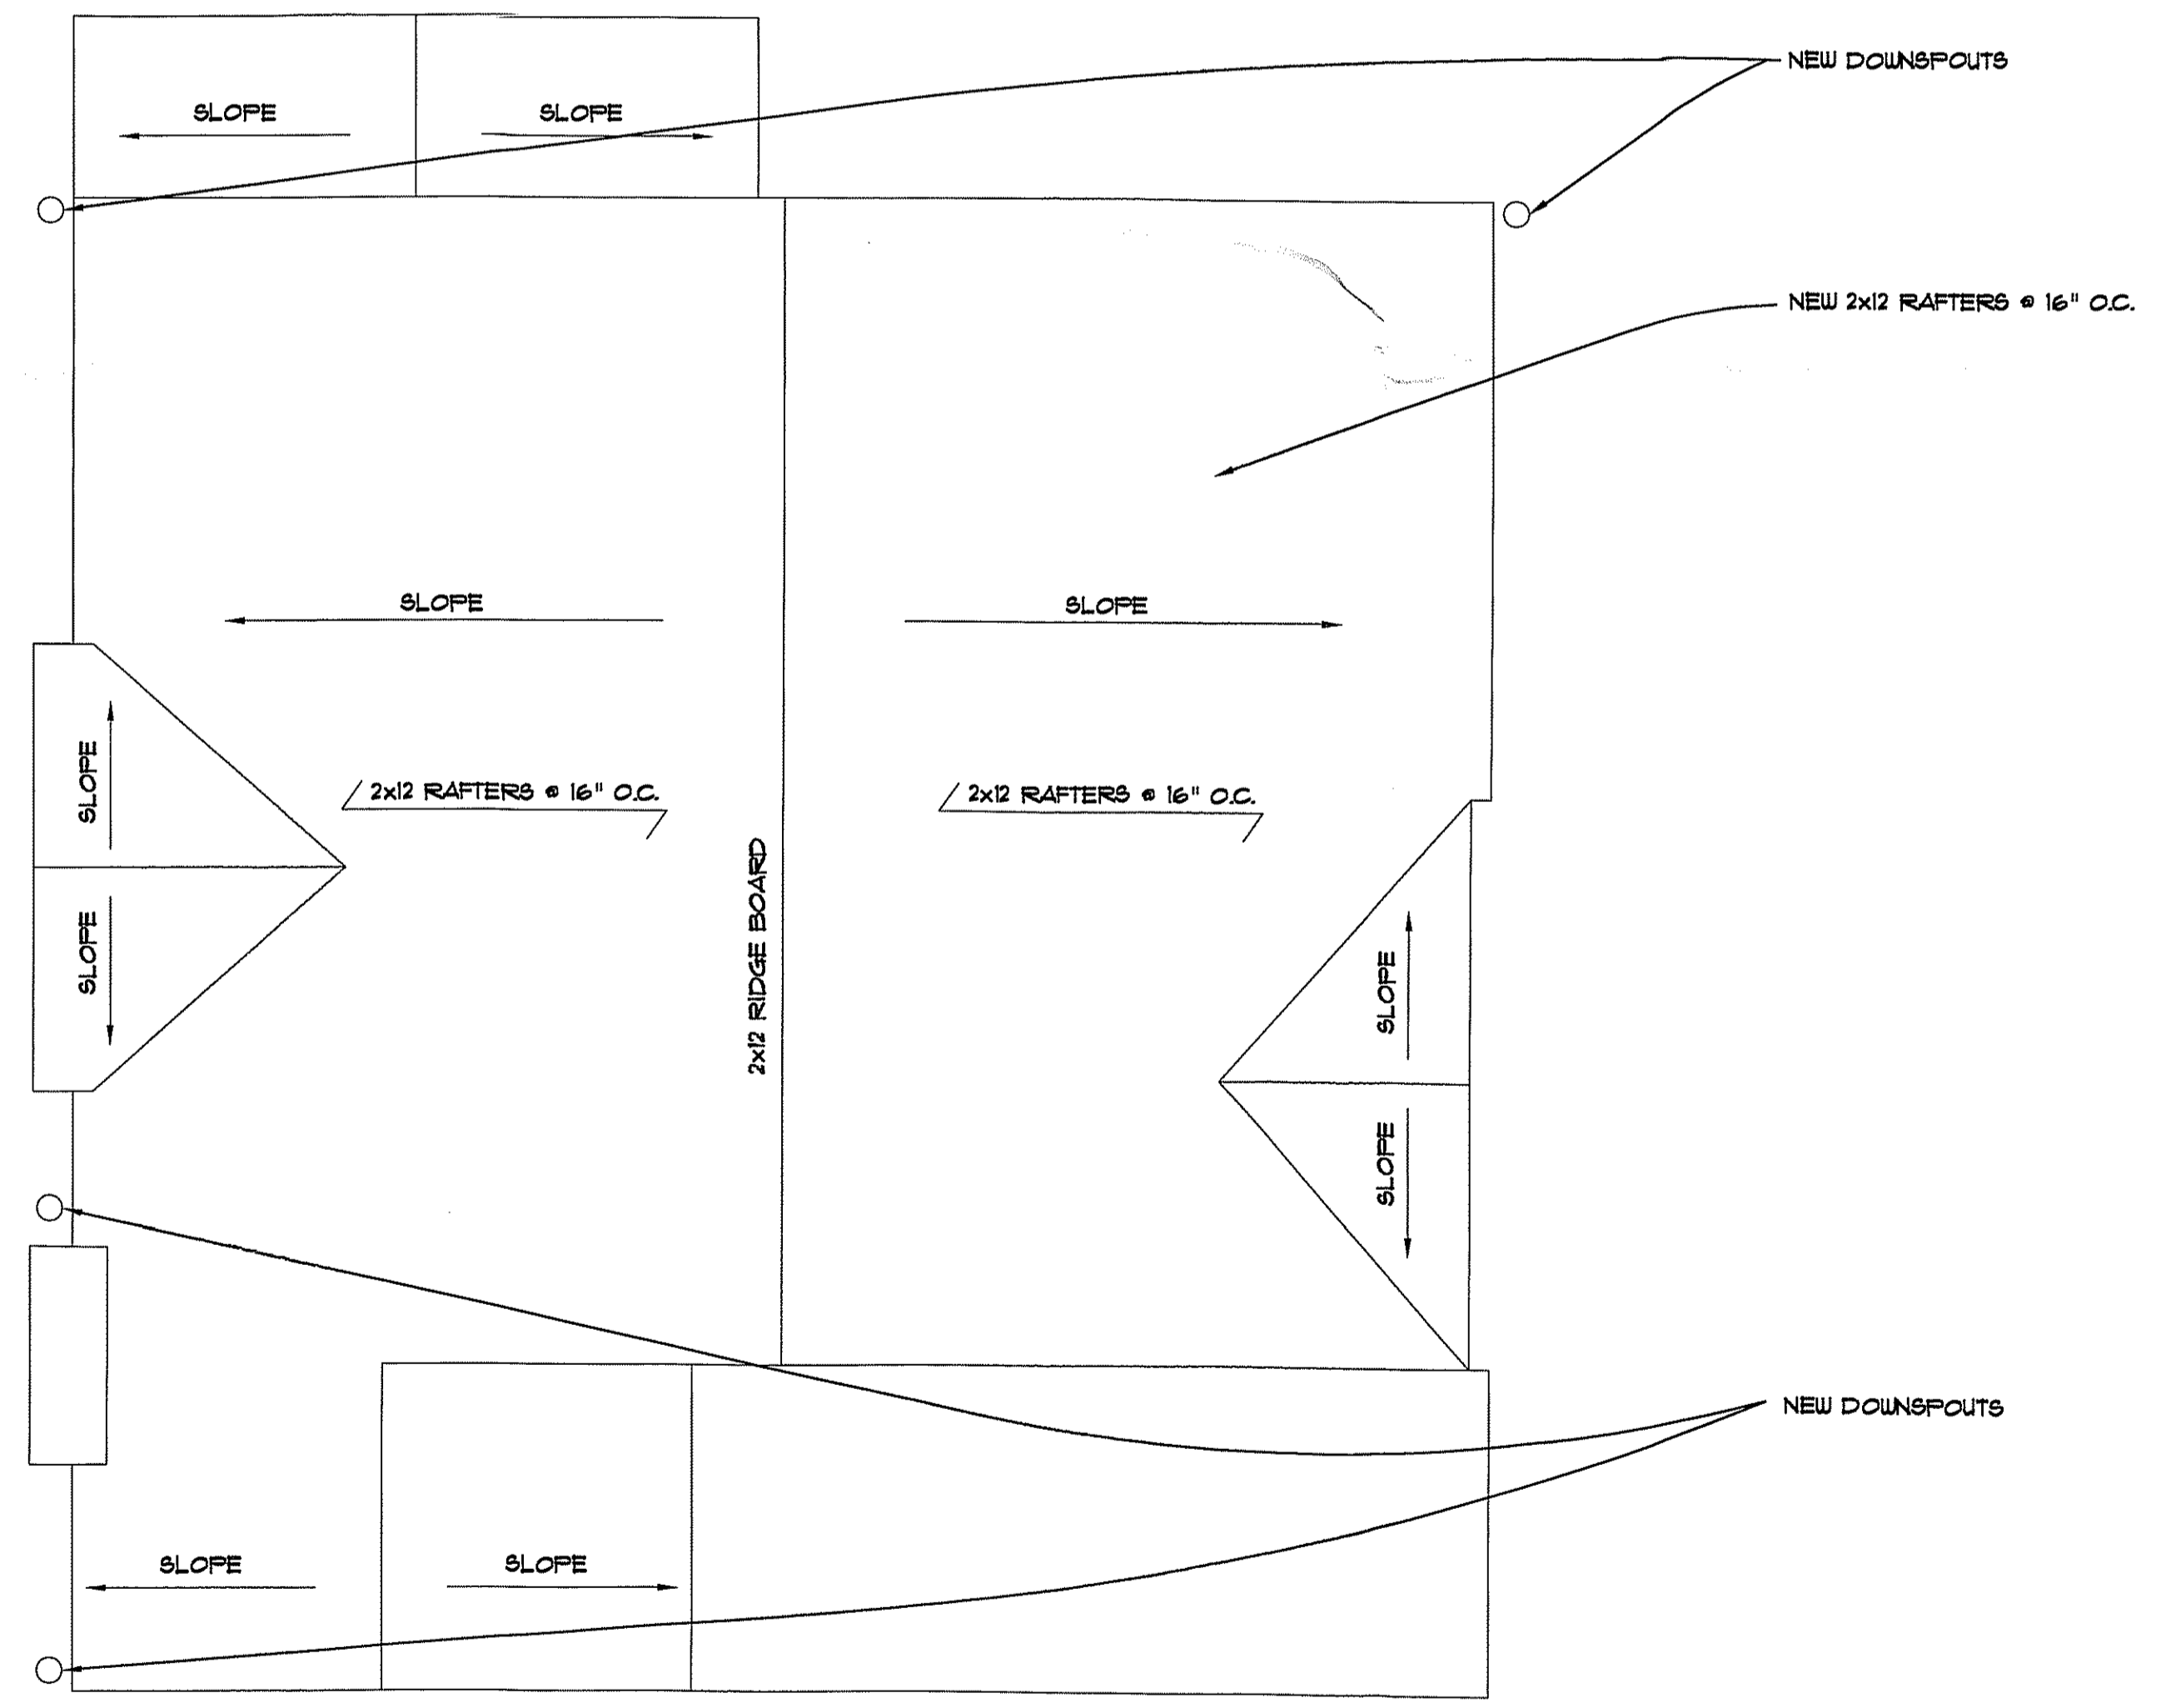 NEW DOWNSPOUTS
SLOPE
SLOPE
NEW 2x12 RAFTERS @ 16" O.C.
SLOPE
SLOPE
SLOPE
2x12 RAFTERS @ 16" O.C.
2x12 RAFTERS @ 16" O.C.
2x12 RIDGE BOARD
SLOPE
SLOPE
SLOPE
NEW DOWNSPOUTS
SLOPE
SLOPE